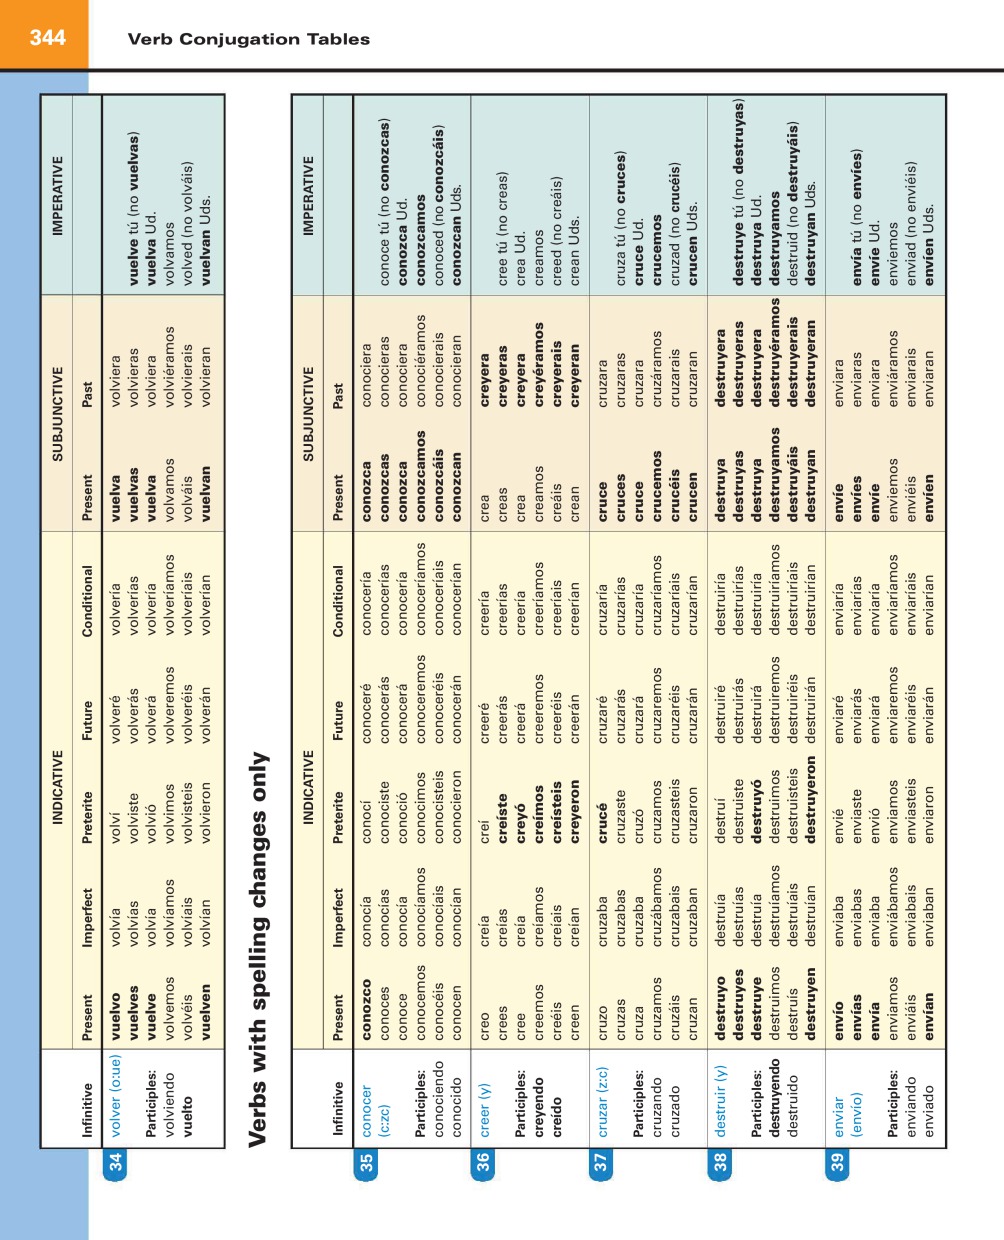 344
Verb Conjugation Tables
INDICATIVE SUBJUNCTIVE IMPERATIVE
Infinitive Present Imperfect Preterite Future Conditional Present Past
34 volver (o:ue) vuelvo volvía volví volveré volvería vuelva volviera
vuelves volvías volviste volverás volverías vuelvas volvieras vuelve tú (no vuelvas)
Participles: vuelve volvía volvió volverá volvería vuelva volviera vuelva Ud.
volviendo volvemos volvíamos volvimos volveremos volveríamos volvamos volviéramos volvamos
vuelto volvéis volvíais volvisteis volveréis volveríais volváis volvierais volved (no volváis)
vuelven volvían volvieron volverán volverían vuelvan volvieran vuelvan Uds.
Verbs with spelling changes only
INDICATIVE SUBJUNCTIVE IMPERATIVE
Infinitive Present Imperfect Preterite Future Conditional Present Past
35 conocer conozco conocía conocí conoceré conocería conozca conociera
(c:zc) conoces conocías conociste conocerás conocerías conozcas conocieras conoce tú (no conozcas)
conoce conocía conoció conocerá conocería conozca conociera conozca Ud.
Participles: conocemos conocíamos conocimos conoceremos conoceríamos conozcamos conociéramos conozcamos
conociendo conocéis conocíais conocisteis conoceréis conoceríais conozcáis conocierais conoced (no conozcáis)
conocido conocen conocían conocieron conocerán conocerían conozcan conocieran conozcan Uds.
36 creer (y) creo creía creí creeré creería crea creyera
crees creías creíste creerás creerías creas creyeras cree tú (no creas)
Participles: cree creía creyó creerá creería crea creyera crea Ud.
creyendo creemos creíamos creímos creeremos creeríamos creamos creyéramos creamos
creído creéis creíais creísteis creeréis creeríais creáis creyerais creed (no creáis)
creen creían creyeron creerán creerían crean creyeran crean Uds.
37 cruzar (z:c) cruzo cruzaba crucé cruzaré cruzaría cruce cruzara
cruzas cruzabas cruzaste cruzarás cruzarías cruces cruzaras cruza tú (no cruces)
Participles: cruza cruzaba cruzó cruzará cruzaría cruce cruzara cruce Ud.
cruzando cruzamos cruzábamos cruzamos cruzaremos cruzaríamos crucemos cruzáramos crucemos
cruzado cruzáis cruzabais cruzasteis cruzaréis cruzaríais crucéis cruzarais cruzad (no crucéis)
cruzan cruzaban cruzaron cruzarán cruzarían crucen cruzaran crucen Uds.
38 destruir (y) destruyo destruía destruí destruiré destruiría destruya destruyera
destruyes destruías destruiste destruirás destruirías destruyas destruyeras destruye tú (no destruyas)
Participles: destruye destruía destruyó destruirá destruiría destruya destruyera destruya Ud.
destruyendo destruimos destruíamos destruimos destruiremos destruiríamos destruyamos destruyéramos destruyamos
destruido destruís destruíais destruisteis destruiréis destruiríais destruyáis destruyerais destruid (no destruyáis)
destruyen destruían destruyeron destruirán destruirían destruyan destruyeran destruyan Uds.
39 enviar envío enviaba envié enviaré enviaría envíe enviara
(envío) envías enviabas enviaste enviarás enviarías envíes enviaras envía tú (no envíes)
envía enviaba envió enviará enviaría envíe enviara envíe Ud.
Participles: enviamos enviábamos enviamos enviaremos enviaríamos enviemos enviáramos enviemos
enviando enviáis enviabais enviasteis enviaréis enviaríais enviéis enviarais enviad (no enviéis)
enviado envían enviaban enviaron enviarán enviarían envíen enviaran envíen Uds.